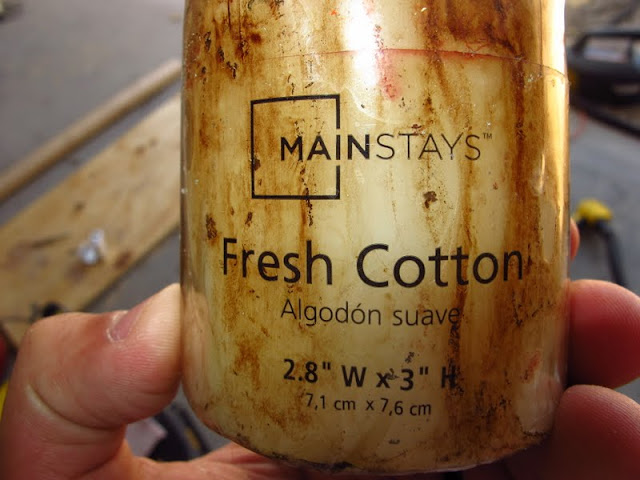 MAINSTAYS™
Fresh Cotton
Algodón suave
2.8" W x 3" H
7,1 cm x 7,6 cm